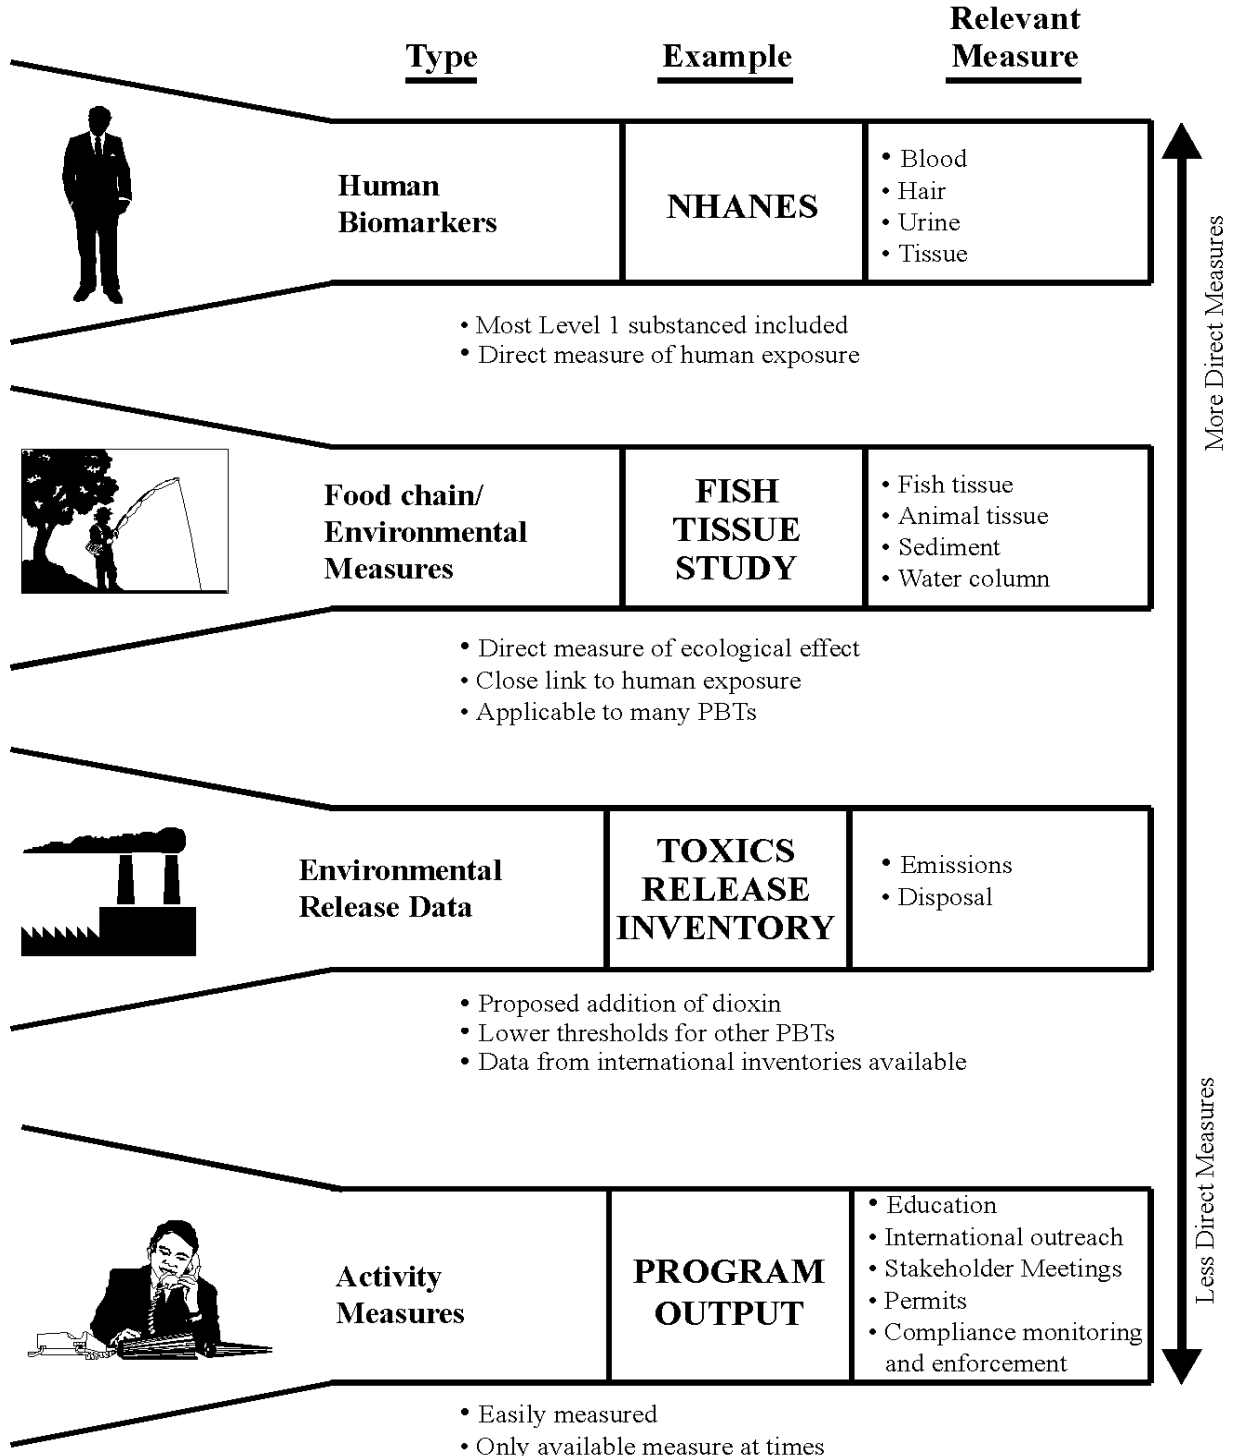 Type
Example
Relevant
Measure
Human
Biomarkers
NHANES
• Blood
• Hair
• Urine
• Tissue
• Most Level 1 substanced included
• Direct measure of human exposure
Food chain/
Environmental
Measures
FISH
TISSUE
STUDY
• Fish tissue
• Animal tissue
• Sediment
• Water column
• Direct measure of ecological effect
• Close link to human exposure
• Applicable to many PBTs
Environmental
Release Data
TOXICS
RELEASE
INVENTORY
• Emissions
• Disposal
• Proposed addition of dioxin
• Lower thresholds for other PBTs
• Data from international inventories available
Activity
Measures
PROGRAM
OUTPUT
• Education
• International outreach
• Stakeholder Meetings
• Permits
• Compliance monitoring
and enforcement
• Easily measured
• Only available measure at times
More Direct Measures
Less Direct Measures